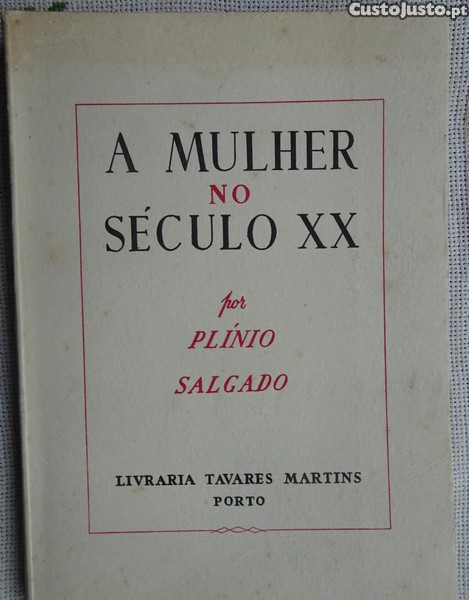 CustoJusto.pt
A MULHER
NO
SÉCULO XX
por
PLÍNIO
SALGADO
LIVRARIA TAVARES MARTINS
PORTO